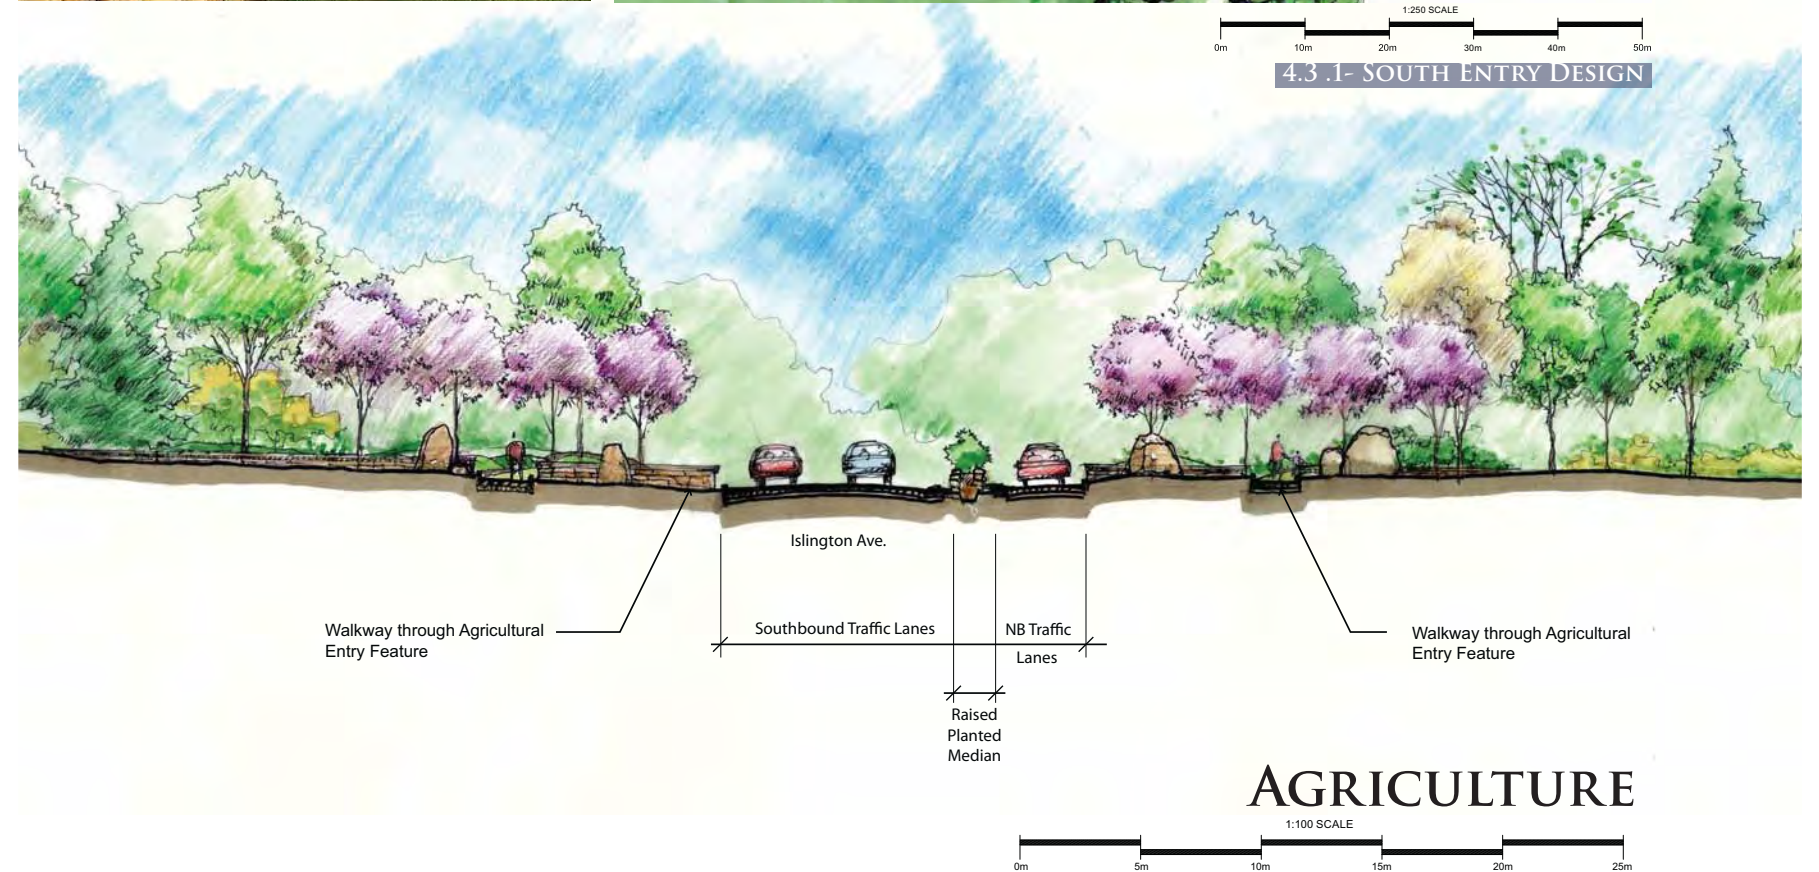 1:250 SCALE
0m 10m 20m 30m 40m 50m
4.3 .1- South Entry Design
Islington Ave.
Walkway through Agricultural
Entry Feature
Southbound Traffic Lanes
NB Traffic
Lanes
Walkway through Agricultural
Entry Feature
Raised
Planted
Median
Agriculture
1:100 SCALE
0m 5m 10m 15m 20m 25m